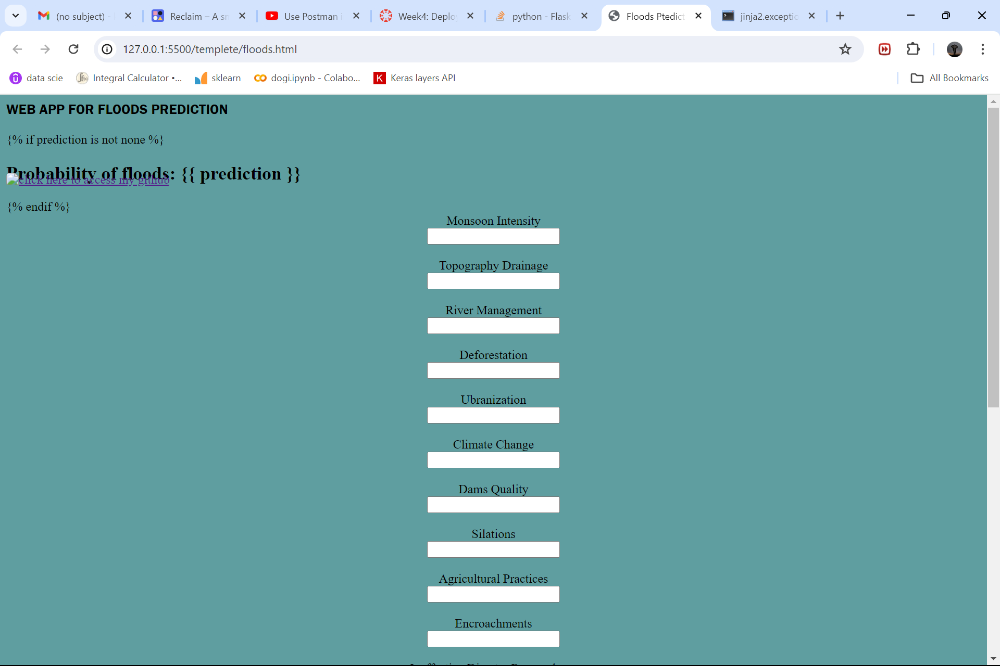 (no subject) -
Reclaim – A sm
Use Postman i
Week4: Deplo
python - Flask
Floods Ptedict
jinja2.exceptio
127.0.0.1:5500/templete/floods.html
data scie
Integral Calculator •...
sklearn
dogi.ipynb - Colabo...
Keras layers API
All Bookmarks
WEB APP FOR FLOODS PREDICTION
{% if prediction is not none %}
Probability of floods: {{ prediction }}
click here to access my github
{% endif %}
Monsoon Intensity
Topography Drainage
River Management
Deforestation
Ubranization
Climate Change
Dams Quality
Silations
Agricultural Practices
Encroachments